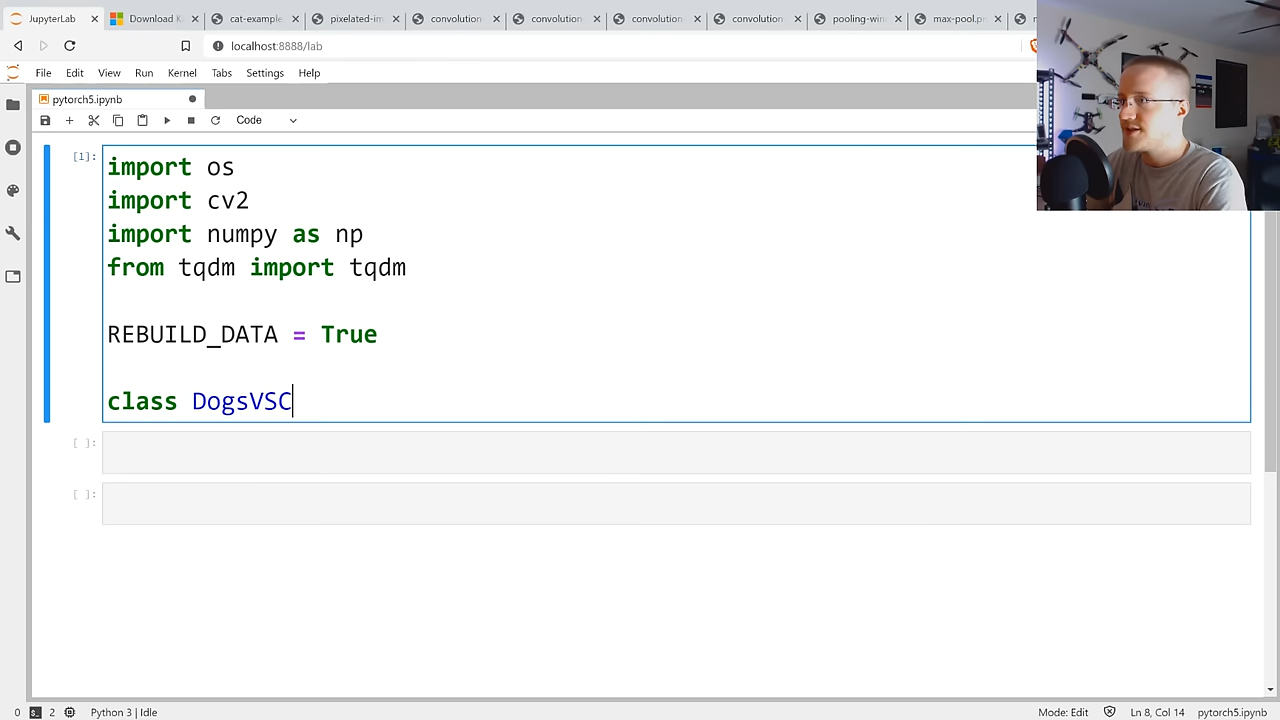 JupyterLab
Download K
cat-example
pixelated-im
convolution
convolution
convolution
convolution
pooling-win
max-pool.p
localhost:8888/lab
File Edit View Run Kernel Tabs Settings Help
pytorch5.ipynb
Code
[1]:
import os
import cv2
import numpy as np
from tqdm import tqdm
REBUILD_DATA = True
class DogsVSC
[ ]:
[ ]:
0 2 Python 3 | Idle Mode: Edit Ln 8, Col 14 pytorch5.ipynb